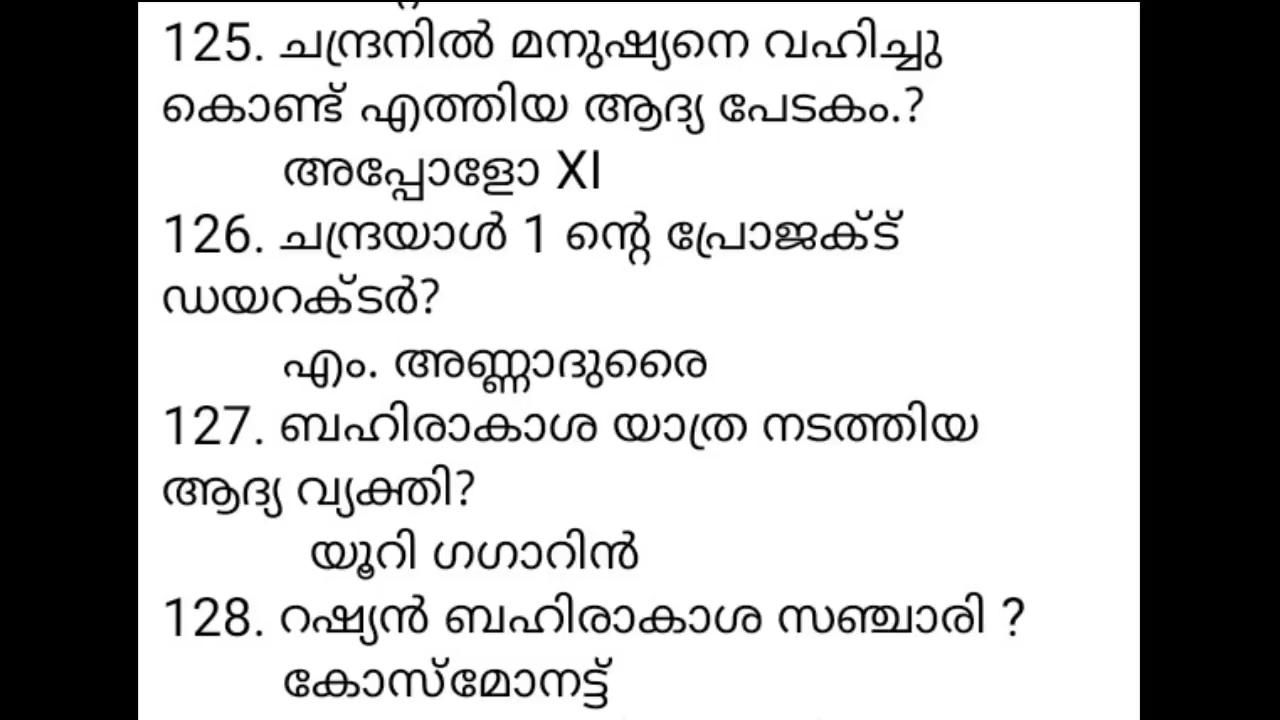 125. ചന്ദ്രനിൽ മനുഷ്യനെ വഹിച്ചു
കൊണ്ട് എത്തിയ ആദ്യ പേടകം.?
അപ്പോളോ XI
126. ചന്ദ്രയാൾ 1 ന്റെ പ്രോജക്ട്
ഡയറക്ടർ?
എം. അണ്ണാദുരൈ
127. ബഹിരാകാശ യാത്ര നടത്തിയ
ആദ്യ വ്യക്തി?
യൂറി ഗഗാറിൻ
128. റഷ്യൻ ബഹിരാകാശ സഞ്ചാരി ?
കോസ്മോനട്ട്